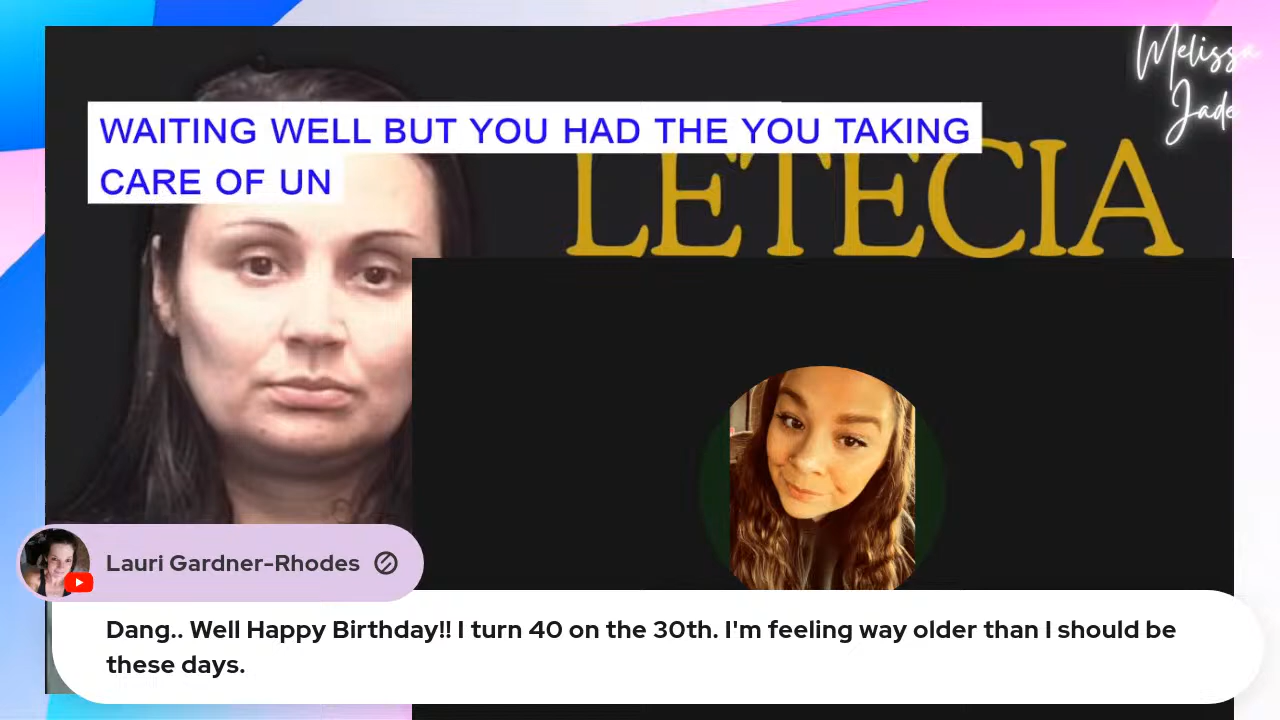 Melissa
Jade
WAITING WELL BUT YOU HAD THE YOU TAKING
CARE OF UN
LETECIA
Lauri Gardner-Rhodes
Dang.. Well Happy Birthday!! I turn 40 on the 30th. I'm feeling way older than I should be
these days.